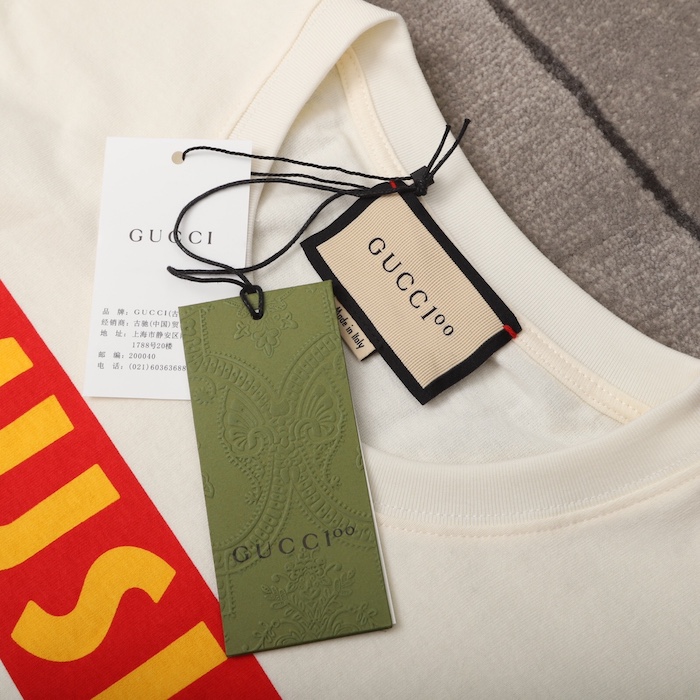 GUCCI
品 牌: GUCCI(古
经销商: 古驰(中国)贸
地 址: 上海市静安区
1788号20楼
邮 编: 200040
电 话: (021)60363688
GUCCI100
Made in Italy
GUCCI100